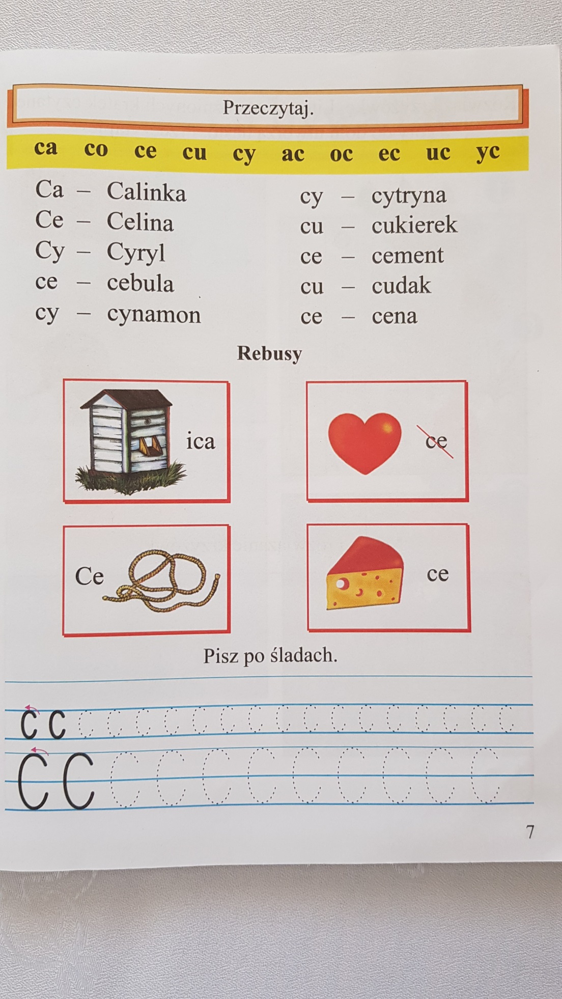 Przeczytaj.
ca co ce cu cy ac oc ec uc yc
Ca – Calinka
Ce – Celina
Cy – Cyryl
ce – cebula
cy – cynamon
cy – cytryna
cu – cukierek
ce – cement
cu – cudak
ce – cena
Rebusy
ica
ce
Ce
ce
Pisz po śladach.
c c c c c c c c c c c c c c c c c c
C C C C C C C C C C C
7